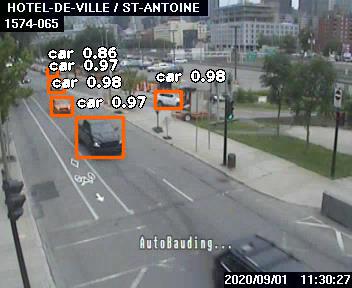 HOTEL-DE-VILLE / ST-ANTOINE
1574-065
car 0.86
car 0.97
car 0.98
car 0.98
car 0.97
AutoBauding...
2020/09/01 11:30:27